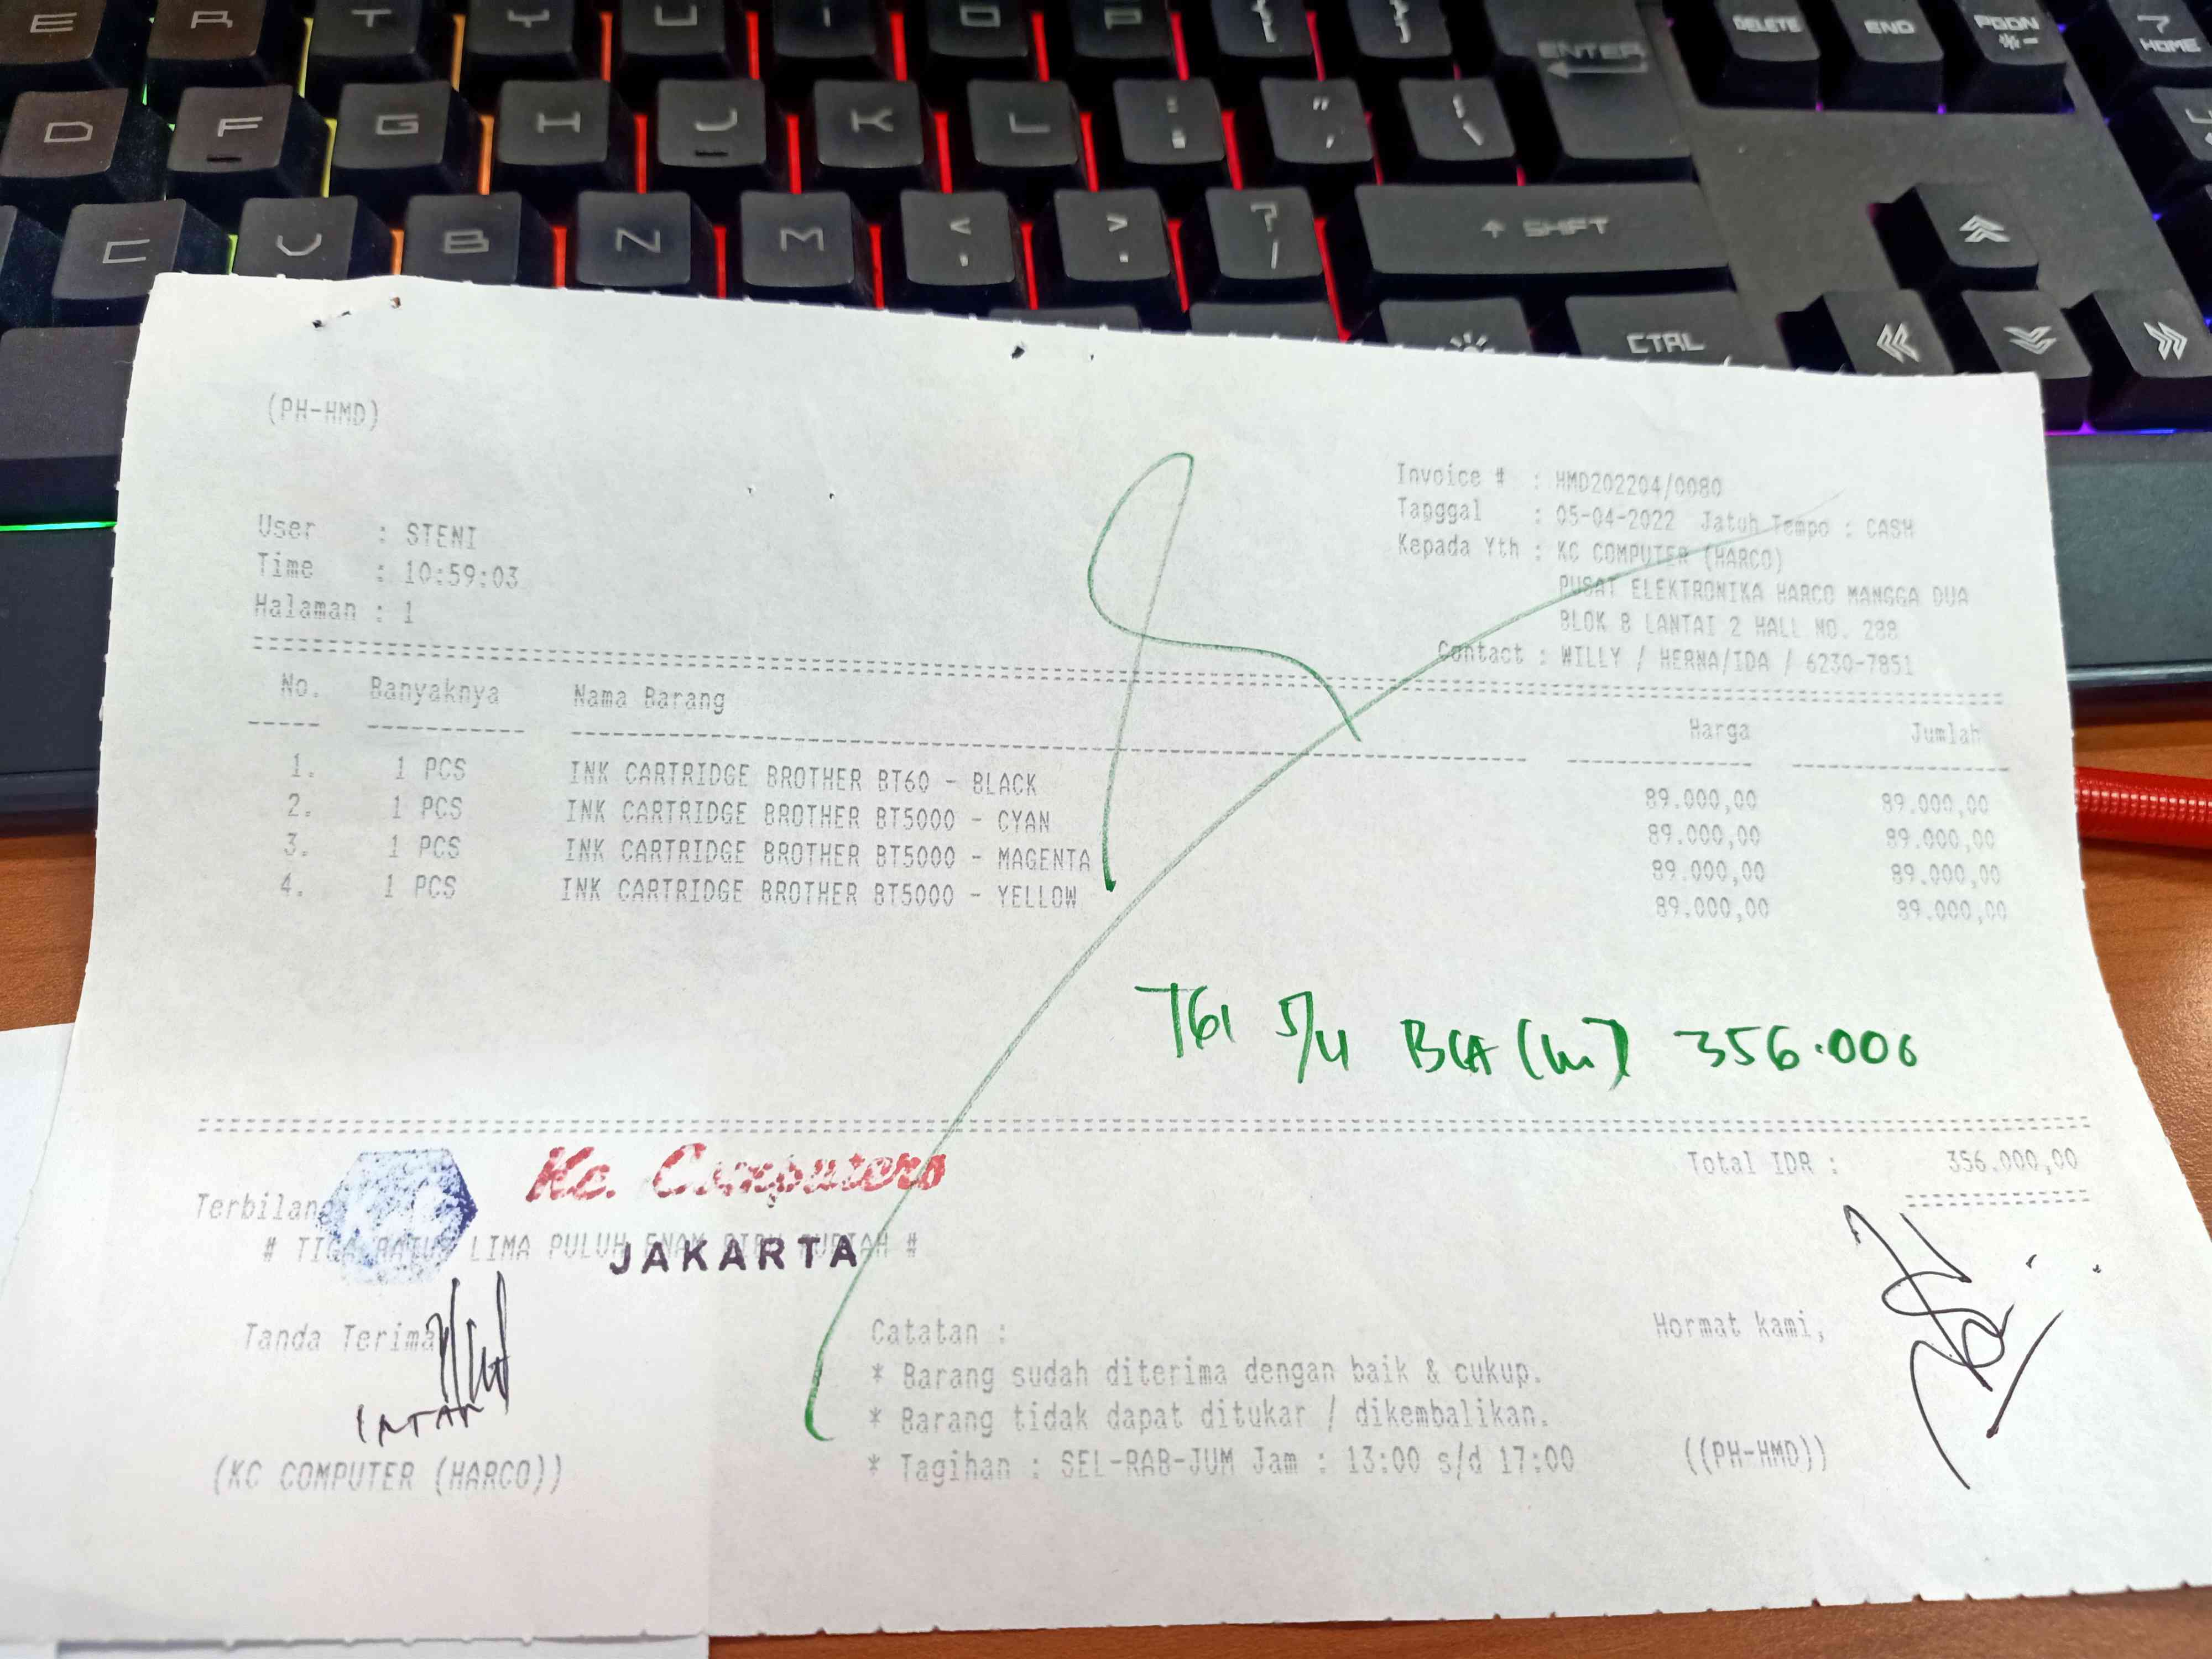 E R T Y U I O P { [ } ] ENTER DELETE END PGDN 7 HOME
D F G H J K L : ; " ' | \
C V B N M < , > . ? / SHIFT
CTRL
(PH-HMD)
User : STENI
Time : 10:59:03
Halaman : 1
Invoice # : HMD202204/0080
Tanggal : 05-04-2022 Jatuh Tempo : CASH
Kepada Yth : KC COMPUTER (HARCO)
PUSAT ELEKTRONIKA HARCO MANGGA DUA
BLOK B LANTAI 2 HALL NO. 288
Contact : WILLY / HERNA/IDA / 6230-7851
No. Banyaknya Nama Barang Harga Jumlah
1. 1 PCS INK CARTRIDGE BROTHER BT60 - BLACK 89.000,00 89.000,00
2. 1 PCS INK CARTRIDGE BROTHER BT5000 - CYAN 89.000,00 89.000,00
3. 1 PCS INK CARTRIDGE BROTHER BT5000 - MAGENTA 89.000,00 89.000,00
4. 1 PCS INK CARTRIDGE BROTHER BT5000 - YELLOW 89.000,00 89.000,00
5/4 BCA 356.000
Total IDR : 356.000,00
Kc. Computers
Terbilang
# TIGA RATUS LIMA PULUH ENAM RIBU RUPIAH #
JAKARTA
Tanda Terima
INTAN
(KC COMPUTER (HARCO))
Catatan :
* Barang sudah diterima dengan baik & cukup.
* Barang tidak dapat ditukar / dikembalikan.
* Tagihan : SEL-RAB-JUM Jam : 13:00 s/d 17:00
Hormat kami,
((PH-HMD))